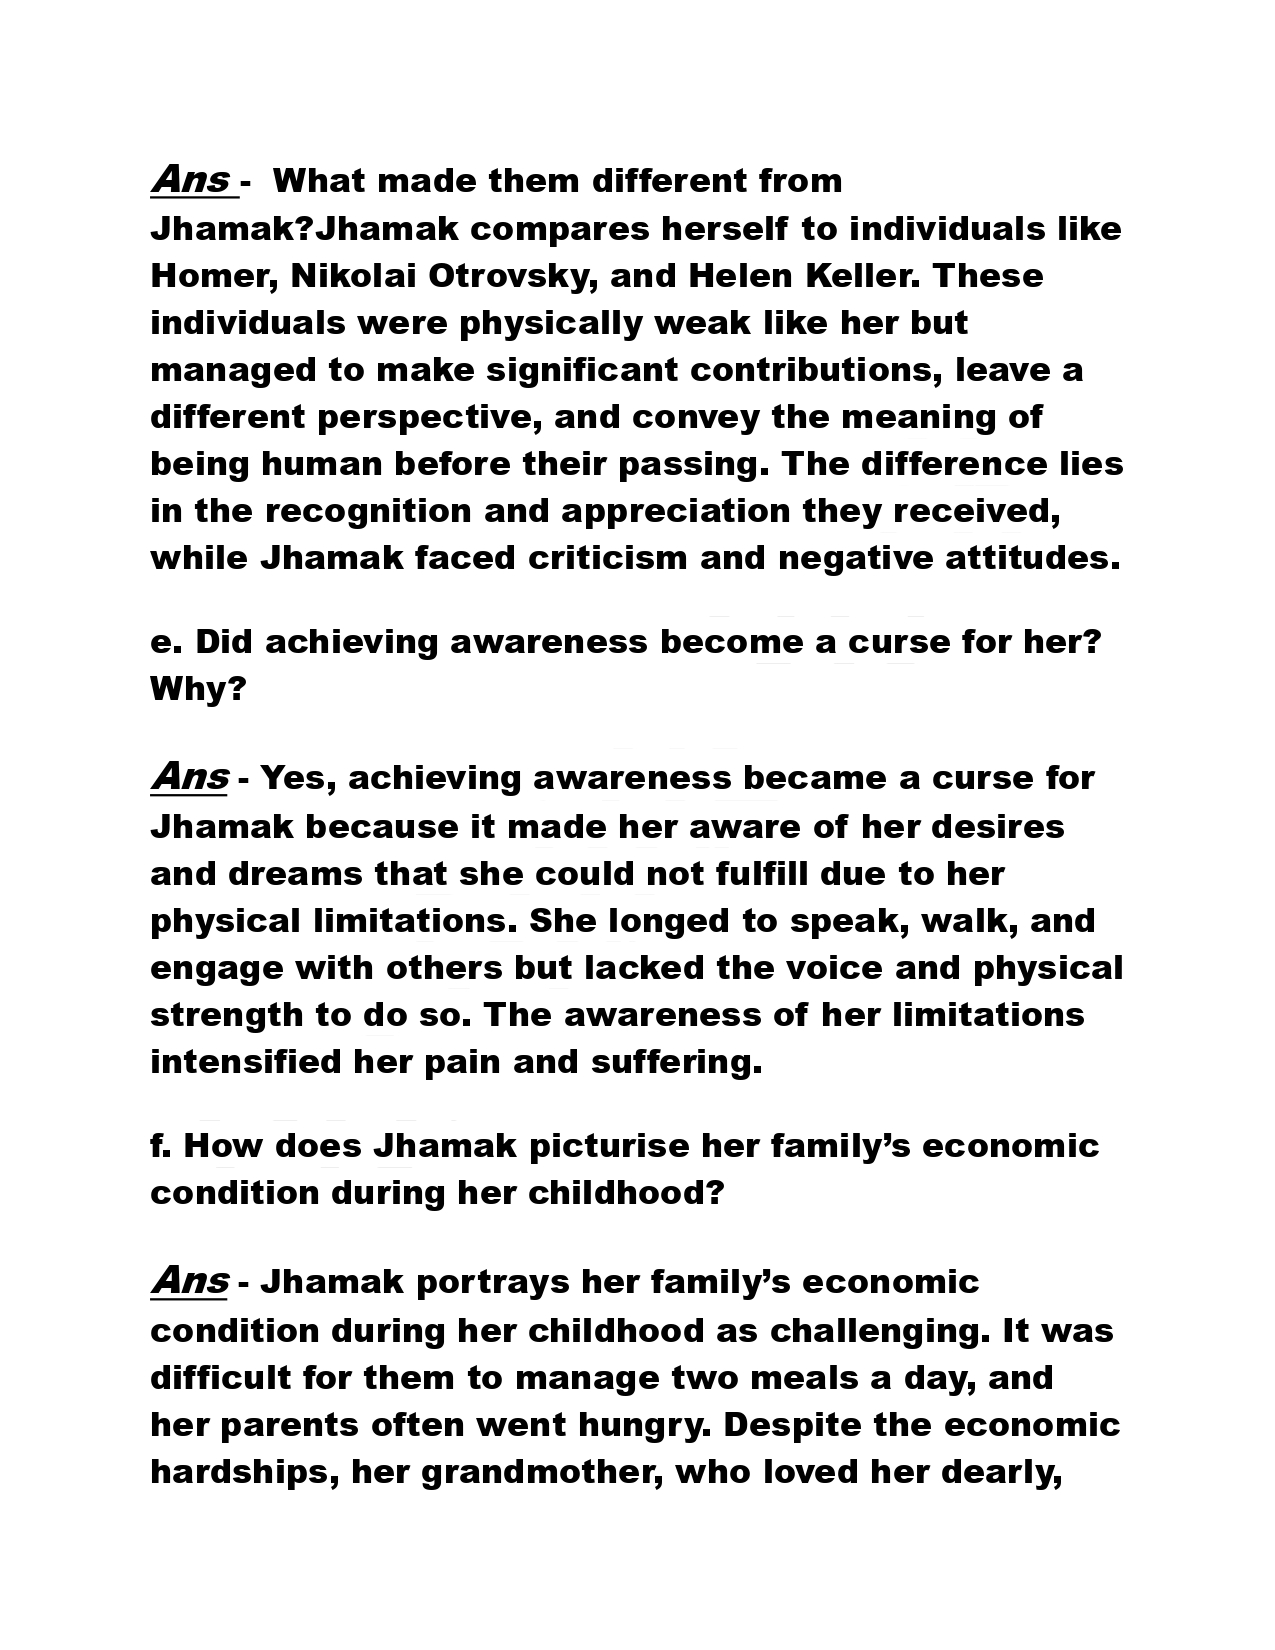 Ans -  What made them different from
Jhamak?Jhamak compares herself to individuals like
Homer, Nikolai Otrovsky, and Helen Keller. These
individuals were physically weak like her but
managed to make significant contributions, leave a
different perspective, and convey the meaning of
being human before their passing. The difference lies
in the recognition and appreciation they received,
while Jhamak faced criticism and negative attitudes.
e. Did achieving awareness become a curse for her?
Why?
Ans - Yes, achieving awareness became a curse for
Jhamak because it made her aware of her desires
and dreams that she could not fulfill due to her
physical limitations. She longed to speak, walk, and
engage with others but lacked the voice and physical
strength to do so. The awareness of her limitations
intensified her pain and suffering.
f. How does Jhamak picturise her family’s economic
condition during her childhood?
Ans - Jhamak portrays her family’s economic
condition during her childhood as challenging. It was
difficult for them to manage two meals a day, and
her parents often went hungry. Despite the economic
hardships, her grandmother, who loved her dearly,